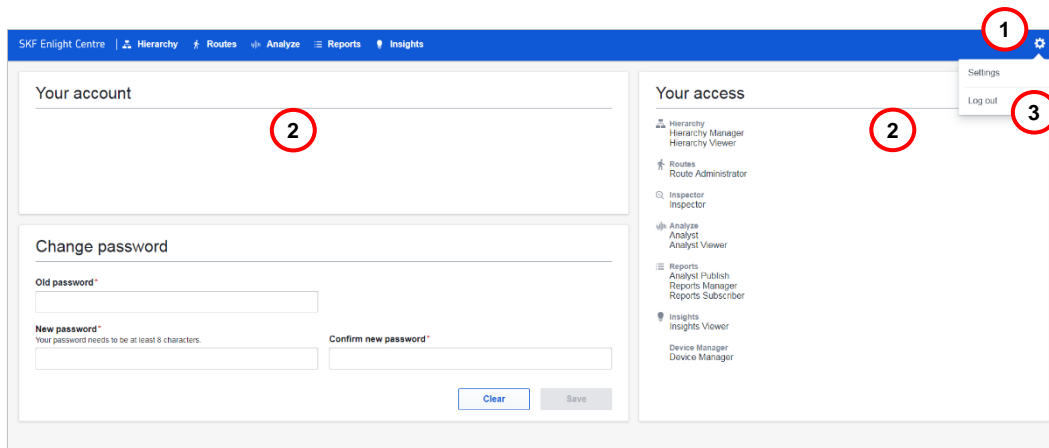 1
SKF Enlight Centre | Hierarchy Routes Analyze Reports Insights
Settings
Log out
3
Your account
2
Your access
2
Hierarchy
Hierarchy Manager
Hierarchy Viewer
Routes
Route Administrator
Inspector
Inspector
Analyze
Analyst
Analyst Viewer
Reports
Analyst Publish
Reports Manager
Reports Subscriber
Insights
Insights Viewer
Device Manager
Device Manager
Change password
Old password*
New password*
Your password needs to be at least 8 characters.
Confirm new password*
Clear
Save